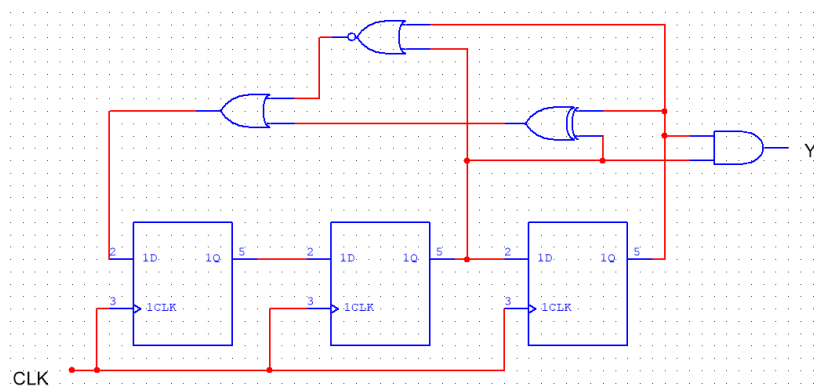 Y
2 1D 1Q 5 2 1D 1Q 5 2 1D 1Q 5
3 1CLK 3 1CLK 3 1CLK
CLK